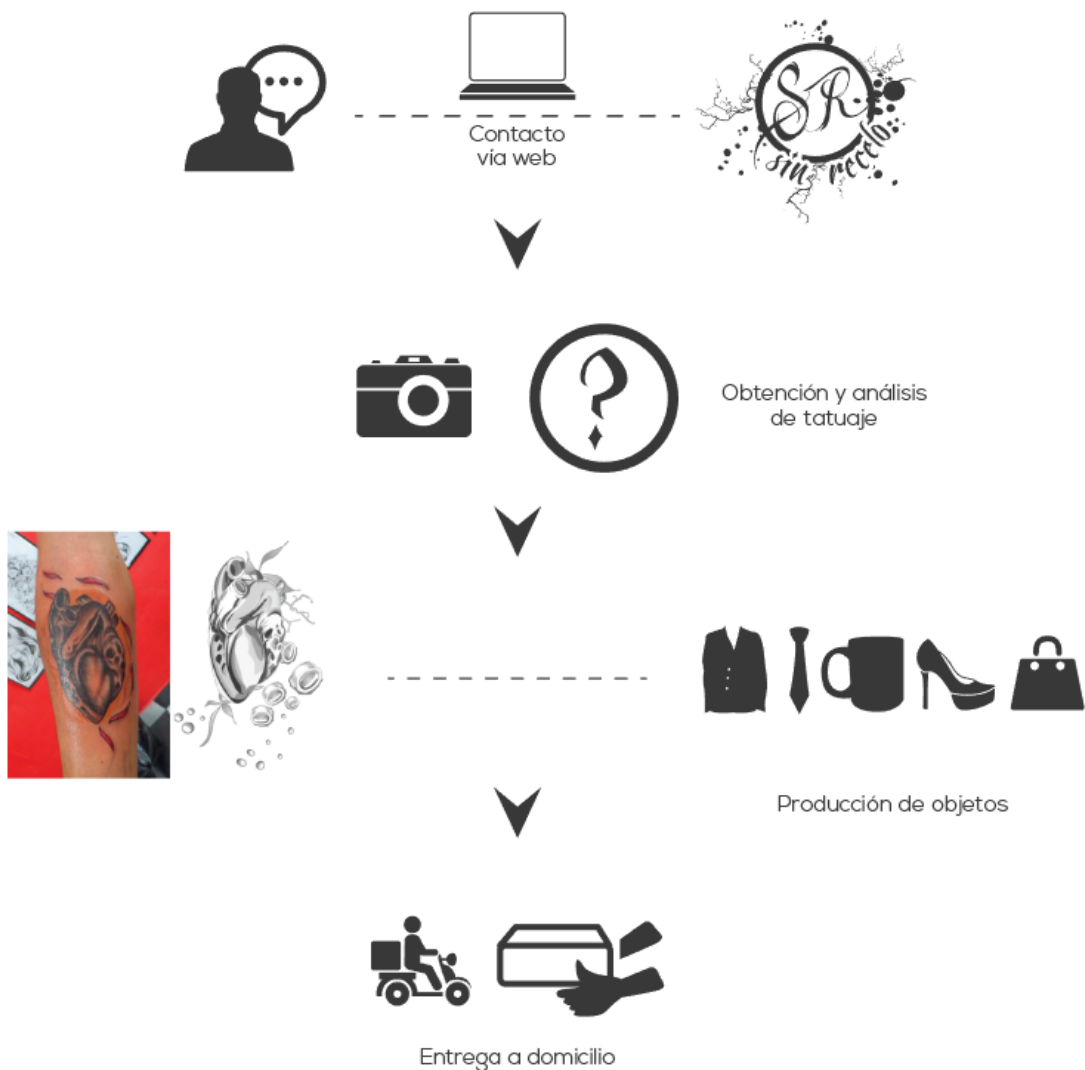 Contacto
vía web
SR
sin recelo
Obtención y análisis
de tatuaje
Producción de objetos
Entrega a domicilio